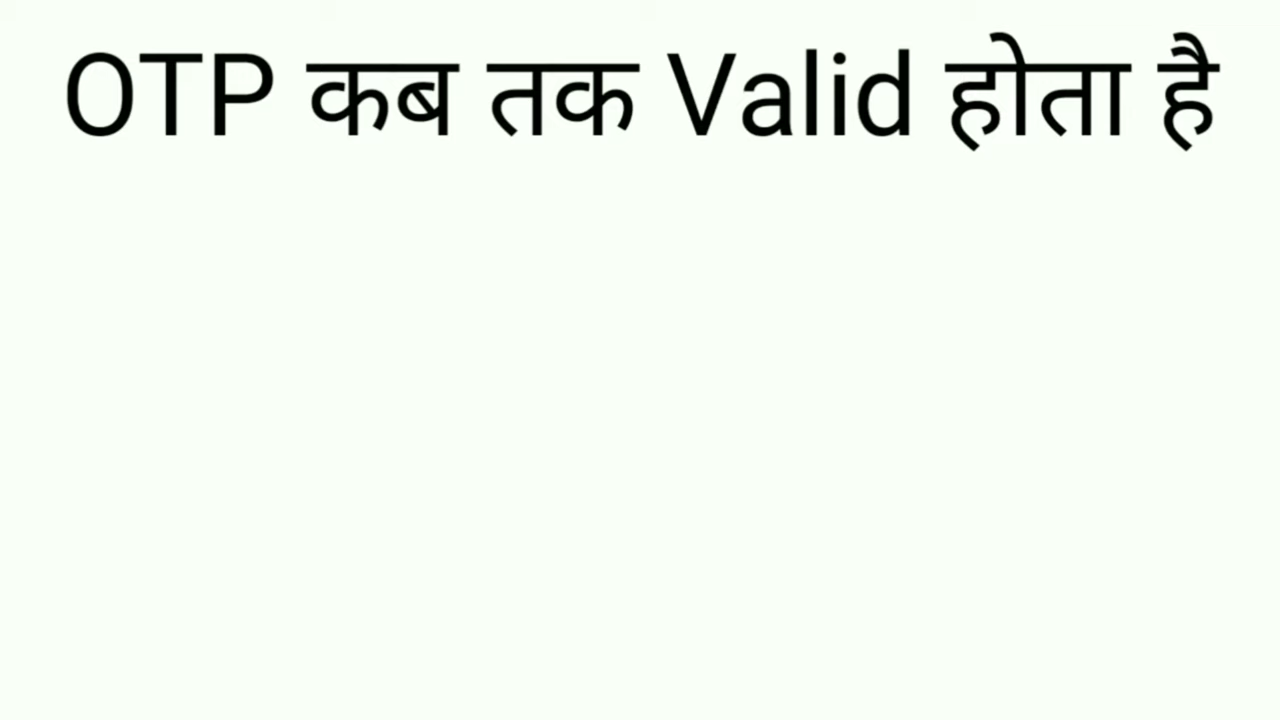 OTP कब तक Valid होता है